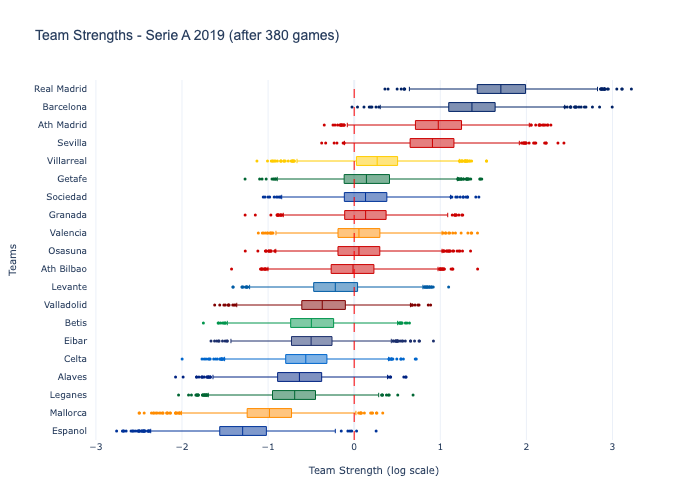 Team Strengths - Serie A 2019 (after 380 games)
Real Madrid
Barcelona
Ath Madrid
Sevilla
Villarreal
Getafe
Sociedad
Granada
Valencia
Osasuna
Ath Bilbao
Levante
Valladolid
Betis
Eibar
Celta
Alaves
Leganes
Mallorca
Espanol
Teams
−3 −2 −1 0 1 2 3
Team Strength (log scale)